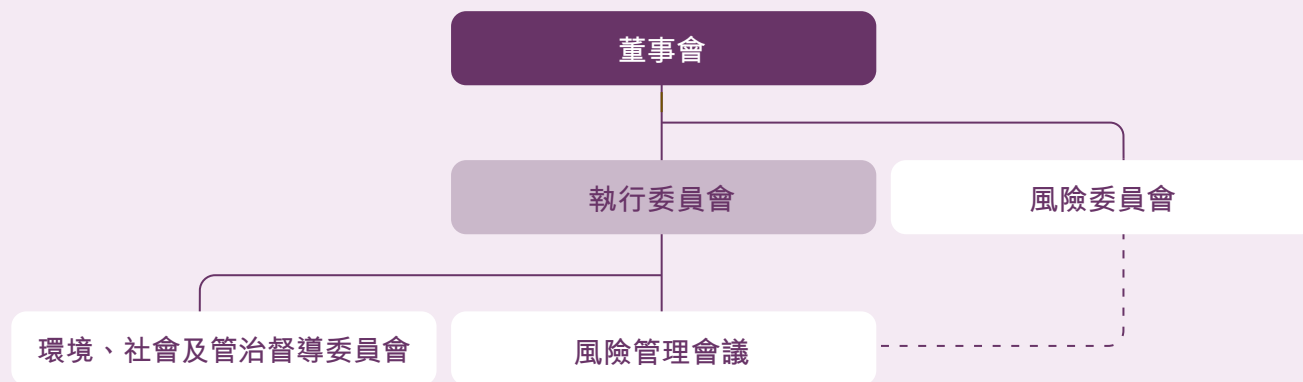 董事會
執行委員會
風險委員會
環境、社會及管治督導委員會
風險管理會議